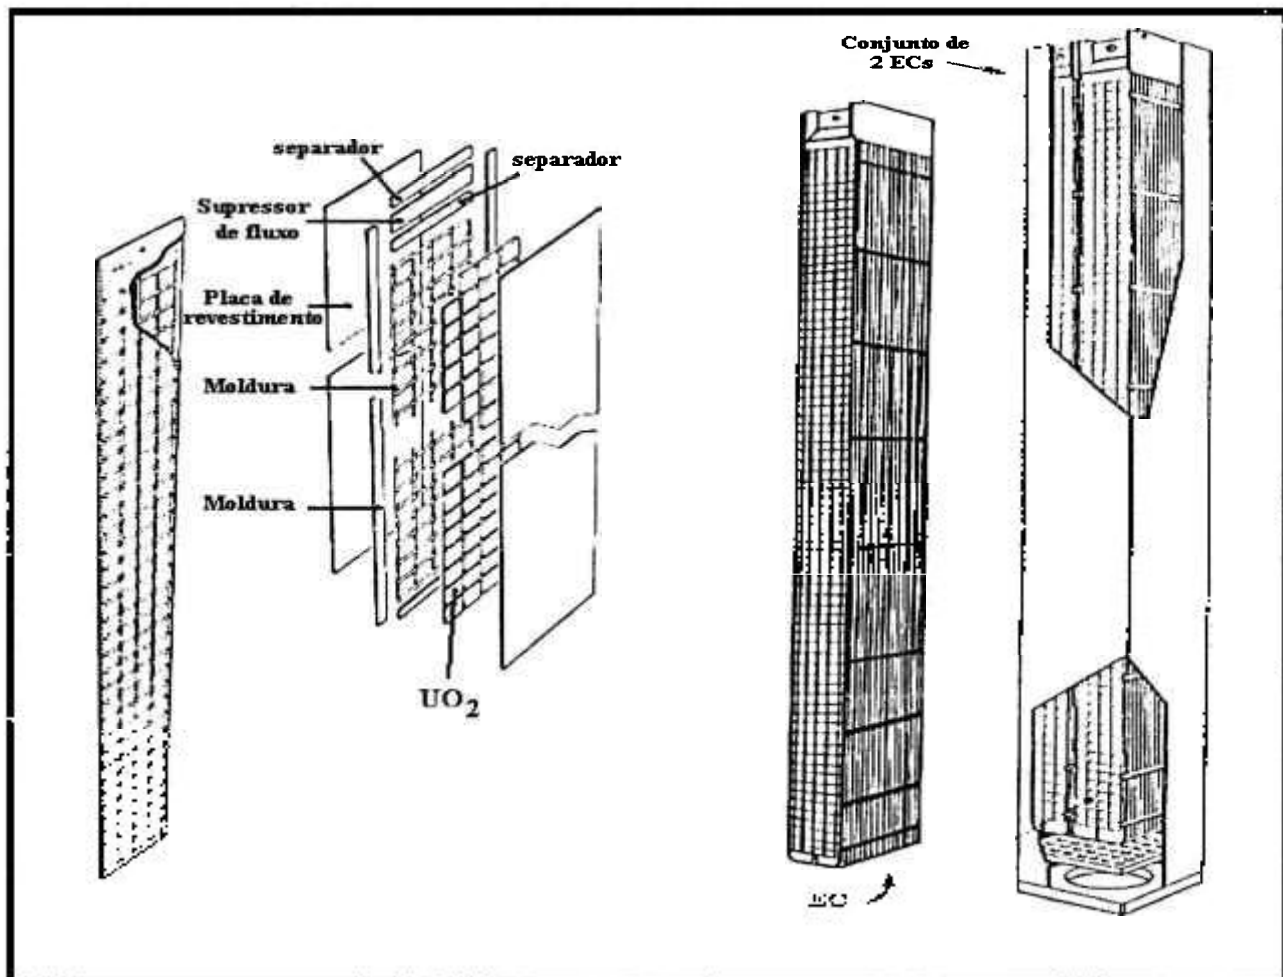 Conjunto de
2 ECs
separador
separador
Supressor
de fluxo
Placa de
revestimento
Moldura
Moldura
UO2
EC